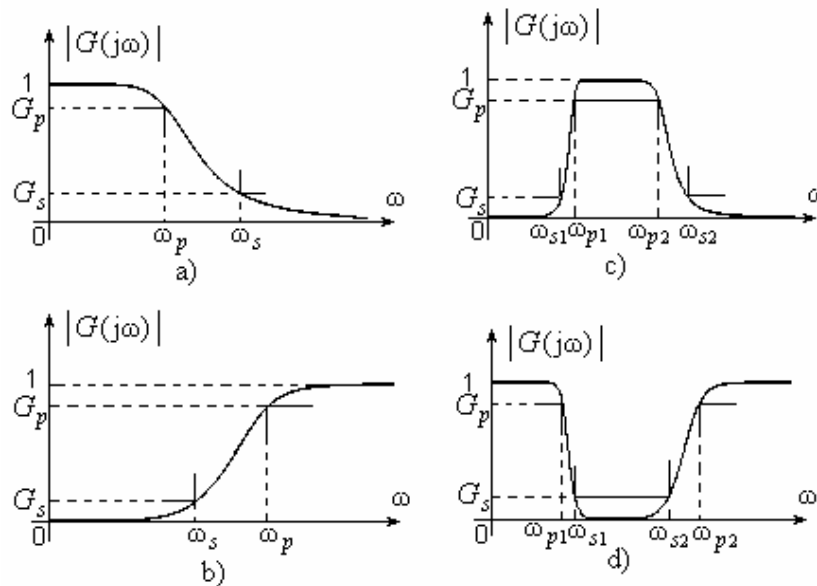 |G(jω)|
1
G_p
G_s
0
ω_p
ω_s
ω
a)
|G(jω)|
1
G_p
G_s
0
ω_s1
ω_p1
ω_p2
ω_s2
ω
c)
|G(jω)|
1
G_p
G_s
0
ω_s
ω_p
ω
b)
|G(jω)|
1
G_p
G_s
0
ω_p1
ω_s1
ω_s2
ω_p2
ω
d)